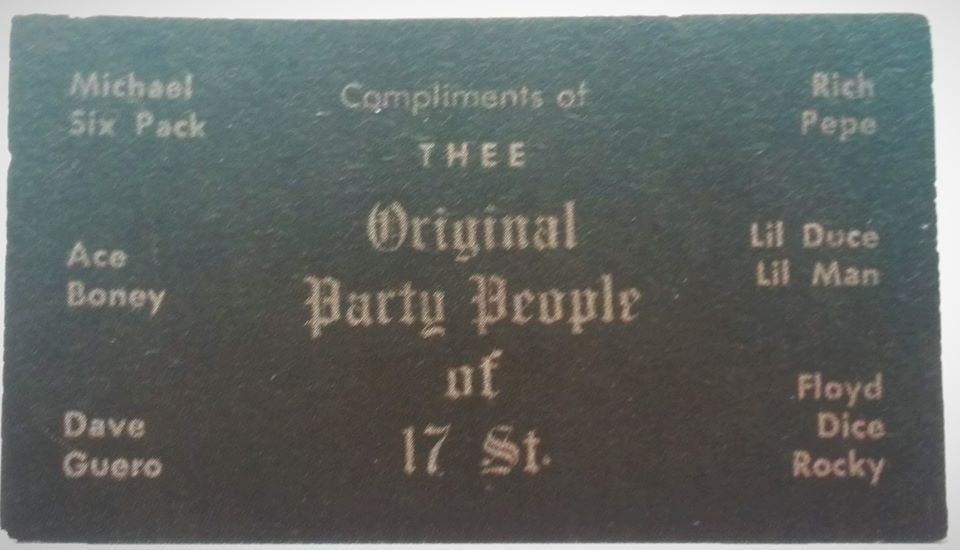 Michael
Six Pack
Ace
Boney
Dave
Guero
Compliments of
THEE
Original
Party People
of
17 St.
Rich
Pepe
Lil Duce
Lil Man
Floyd
Dice
Rocky